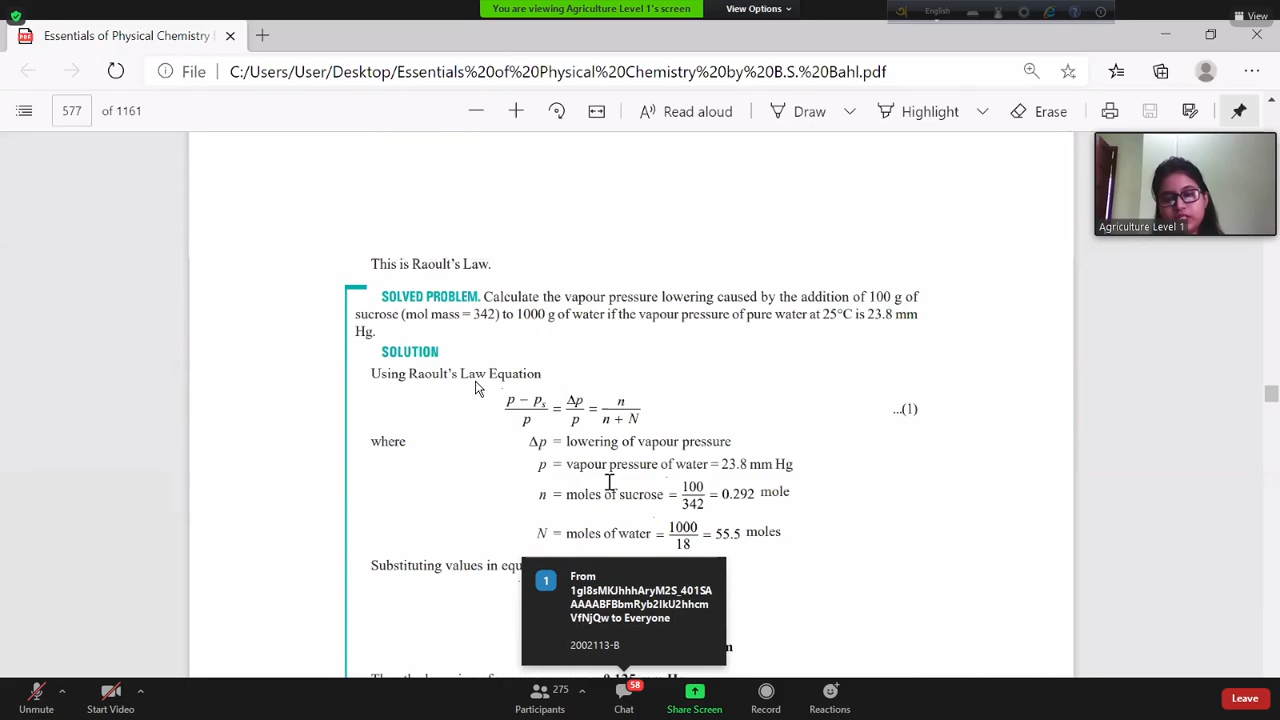 You are viewing Agriculture Level 1's screen
View Options
English
View
Essentials of Physical Chemistry
File
C:/Users/User/Desktop/Essentials%20of%20Physical%20Chemistry%20by%20B.S.%20Bahl.pdf
577 of 1161
Read aloud
Draw
Highlight
Erase
Agriculture Level 1
This is Raoult's Law.
SOLVED PROBLEM. Calculate the vapour pressure lowering caused by the addition of 100 g of
sucrose (mol mass = 342) to 1000 g of water if the vapour pressure of pure water at 25°C is 23.8 mm
Hg.
SOLUTION
Using Raoult's Law Equation
(p − pₛ)/p = Δp/p = n/(n + N) ...(1)
where Δp = lowering of vapour pressure
p = vapour pressure of water = 23.8 mm Hg
n = moles of sucrose = 100/342 = 0.292 mole
N = moles of water = 1000/18 = 55.5 moles
Substituting values in equ
1
From
VfNjQw to Everyone
2002113-B
Unmute
Start Video
Participants
275
Chat
58
Share Screen
Record
Reactions
Leave